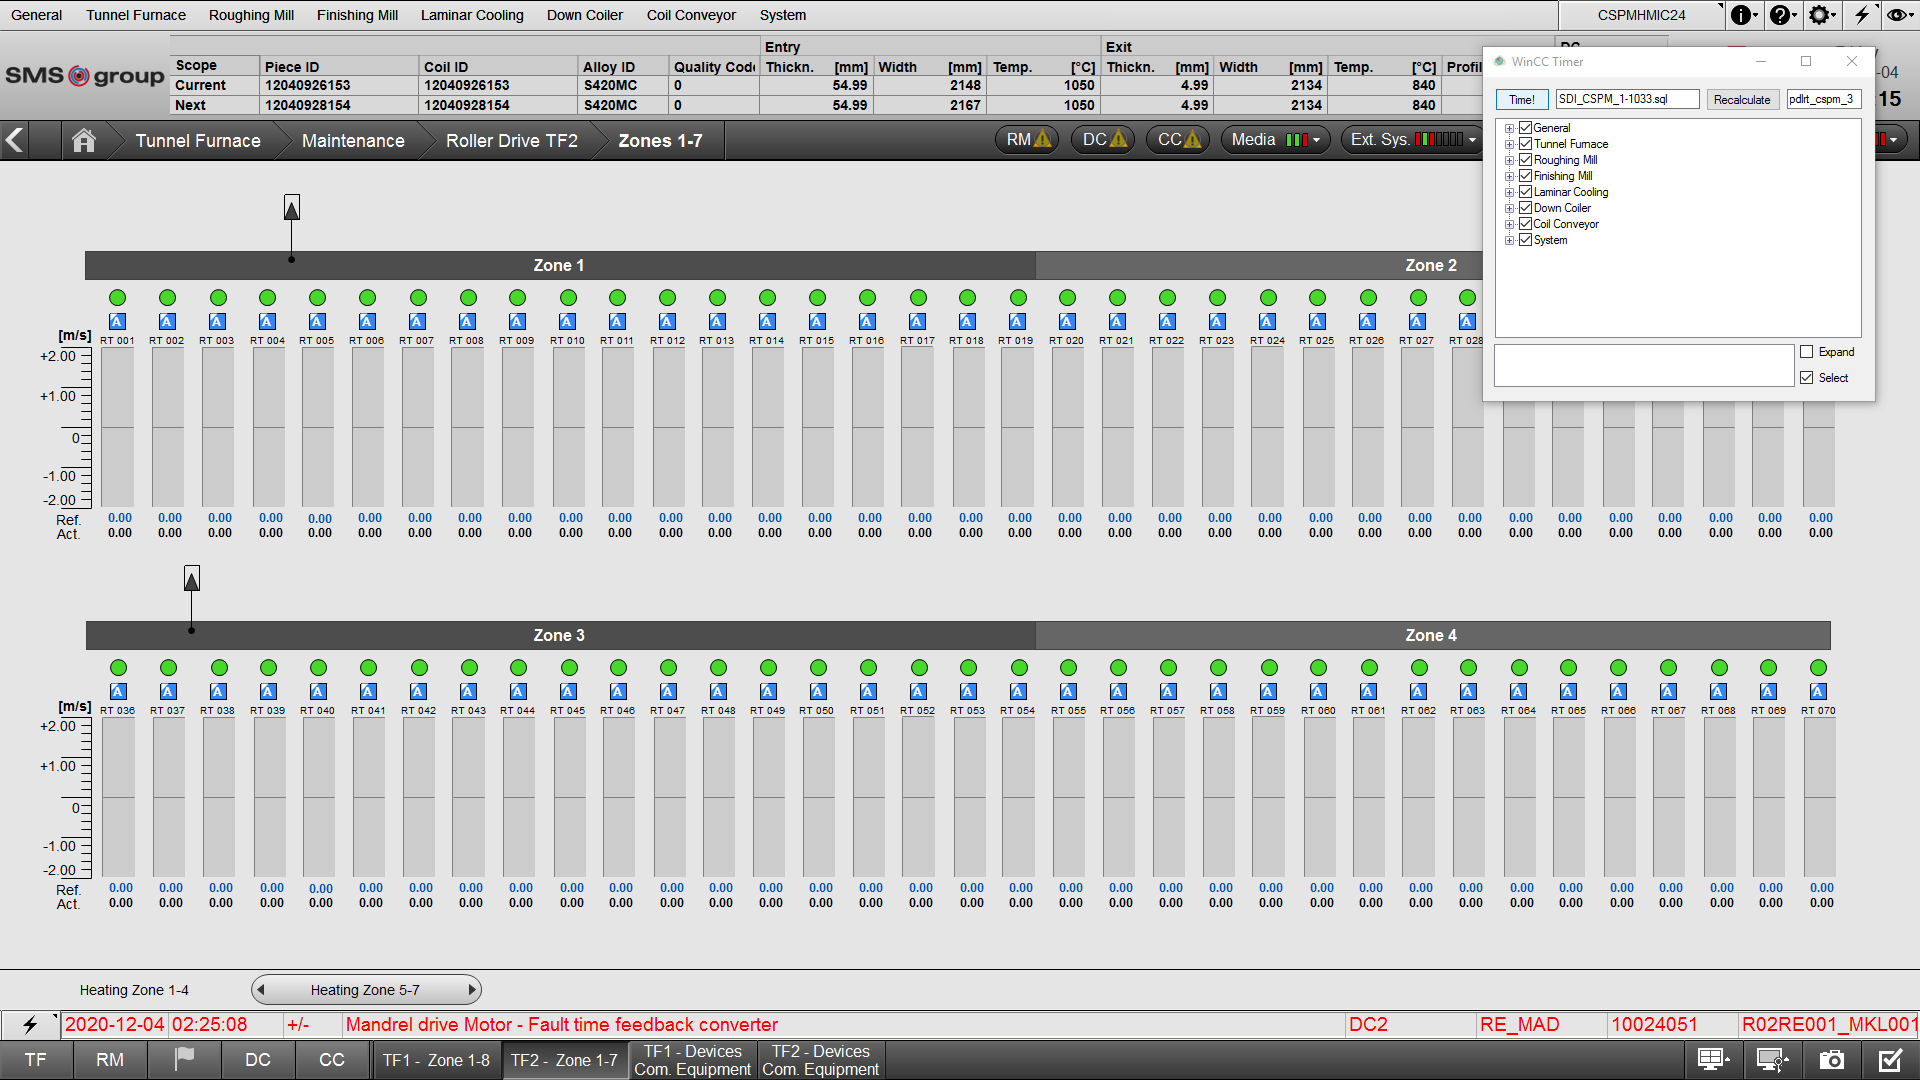 General Tunnel Furnace Roughing Mill Finishing Mill Laminar Cooling Down Coiler Coil Conveyor System CSPMHMIC24
Entry Exit
Scope Piece ID Coil ID Alloy ID Quality Code Thickn. [mm] Width [mm] Temp. [°C] Thickn. [mm] Width [mm] Temp. [°C] Profil
Current 12040926153 12040926153 S420MC 0 54.99 2148 1050 4.99 2134 840
Next 12040928154 12040928154 S420MC 0 54.99 2167 1050 4.99 2134 840
SMS group
-04
15
WinCC Timer
Time! SDI_CSPM_1-1033.sql Recalculate pdlrt_cspm_3
General
Tunnel Furnace
Roughing Mill
Finishing Mill
Laminar Cooling
Down Coiler
Coil Conveyor
System
Expand
Select
Tunnel Furnace Maintenance Roller Drive TF2 Zones 1-7 RM DC CC Media Ext. Sys.
Zone 1 Zone 2
A A A A A A A A A A A A A A A A A A A A A A A A A A A A
[m/s] RT 001 RT 002 RT 003 RT 004 RT 005 RT 006 RT 007 RT 008 RT 009 RT 010 RT 011 RT 012 RT 013 RT 014 RT 015 RT 016 RT 017 RT 018 RT 019 RT 020 RT 021 RT 022 RT 023 RT 024 RT 025 RT 026 RT 027 RT 028
+2.00
+1.00
0
-1.00
-2.00
Ref. 0.00 0.00 0.00 0.00 0.00 0.00 0.00 0.00 0.00 0.00 0.00 0.00 0.00 0.00 0.00 0.00 0.00 0.00 0.00 0.00 0.00 0.00 0.00 0.00 0.00 0.00 0.00 0.00 0.00 0.00 0.00 0.00 0.00 0.00 0.00
Act. 0.00 0.00 0.00 0.00 0.00 0.00 0.00 0.00 0.00 0.00 0.00 0.00 0.00 0.00 0.00 0.00 0.00 0.00 0.00 0.00 0.00 0.00 0.00 0.00 0.00 0.00 0.00 0.00 0.00 0.00 0.00 0.00 0.00 0.00 0.00
Zone 3 Zone 4
A A A A A A A A A A A A A A A A A A A A A A A A A A A A A A A A A A A
[m/s] RT 036 RT 037 RT 038 RT 039 RT 040 RT 041 RT 042 RT 043 RT 044 RT 045 RT 046 RT 047 RT 048 RT 049 RT 050 RT 051 RT 052 RT 053 RT 054 RT 055 RT 056 RT 057 RT 058 RT 059 RT 060 RT 061 RT 062 RT 063 RT 064 RT 065 RT 066 RT 067 RT 068 RT 069 RT 070
+2.00
+1.00
0
-1.00
-2.00
Ref. 0.00 0.00 0.00 0.00 0.00 0.00 0.00 0.00 0.00 0.00 0.00 0.00 0.00 0.00 0.00 0.00 0.00 0.00 0.00 0.00 0.00 0.00 0.00 0.00 0.00 0.00 0.00 0.00 0.00 0.00 0.00 0.00 0.00 0.00 0.00
Act. 0.00 0.00 0.00 0.00 0.00 0.00 0.00 0.00 0.00 0.00 0.00 0.00 0.00 0.00 0.00 0.00 0.00 0.00 0.00 0.00 0.00 0.00 0.00 0.00 0.00 0.00 0.00 0.00 0.00 0.00 0.00 0.00 0.00 0.00 0.00
Heating Zone 1-4 Heating Zone 5-7
2020-12-04 02:25:08 +/- Mandrel drive Motor - Fault time feedback converter DC2 RE_MAD 10024051 R02RE001_MKL001
TF RM DC CC TF1 - Zone 1-8 TF2 - Zone 1-7 TF1 - Devices Com. Equipment TF2 - Devices Com. Equipment